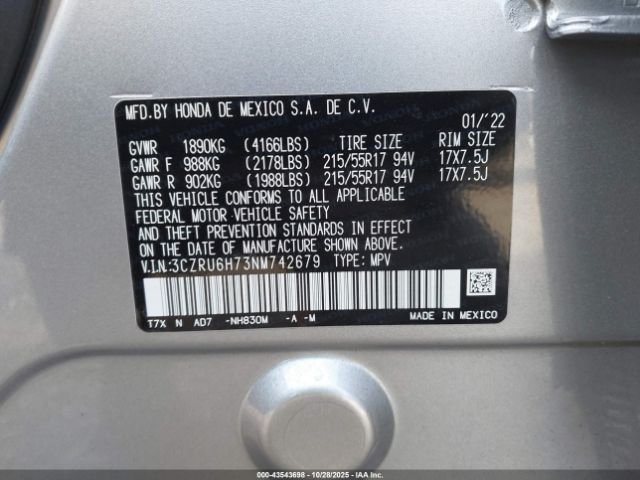 MFD.BY HONDA DE MEXICO S.A. DE C.V.
01/'22
GVWR 1890KG (4166LBS) TIRE SIZE RIM SIZE
GAWR F 988KG (2178LBS) 215/55R17 94V 17X7.5J
GAWR R 902KG (1988LBS) 215/55R17 94V 17X7.5J
THIS VEHICLE CONFORMS TO ALL APPLICABLE
FEDERAL MOTOR VEHICLE SAFETY
AND THEFT PREVENTION STANDARDS IN EFFECT
ON THE DATE OF MANUFACTURE SHOWN ABOVE.
V.I.N:3CZRU6H73NM742679 TYPE: MPV
T7X N AD7 -NH830M -A -M
MADE IN MEXICO
© 43543698 | 10/28/2025 | IAA Inc.